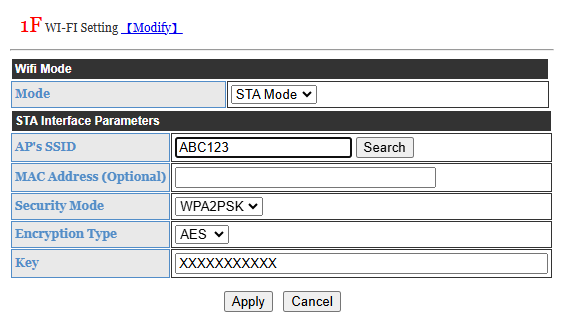 1F WI-FI Setting 【Modify】
Wifi Mode
Mode STA Mode
STA Interface Parameters
AP's SSID ABC123 Search
MAC Address (Optional)
Security Mode WPA2PSK
Encryption Type AES
Key XXXXXXXXXXX
Apply Cancel